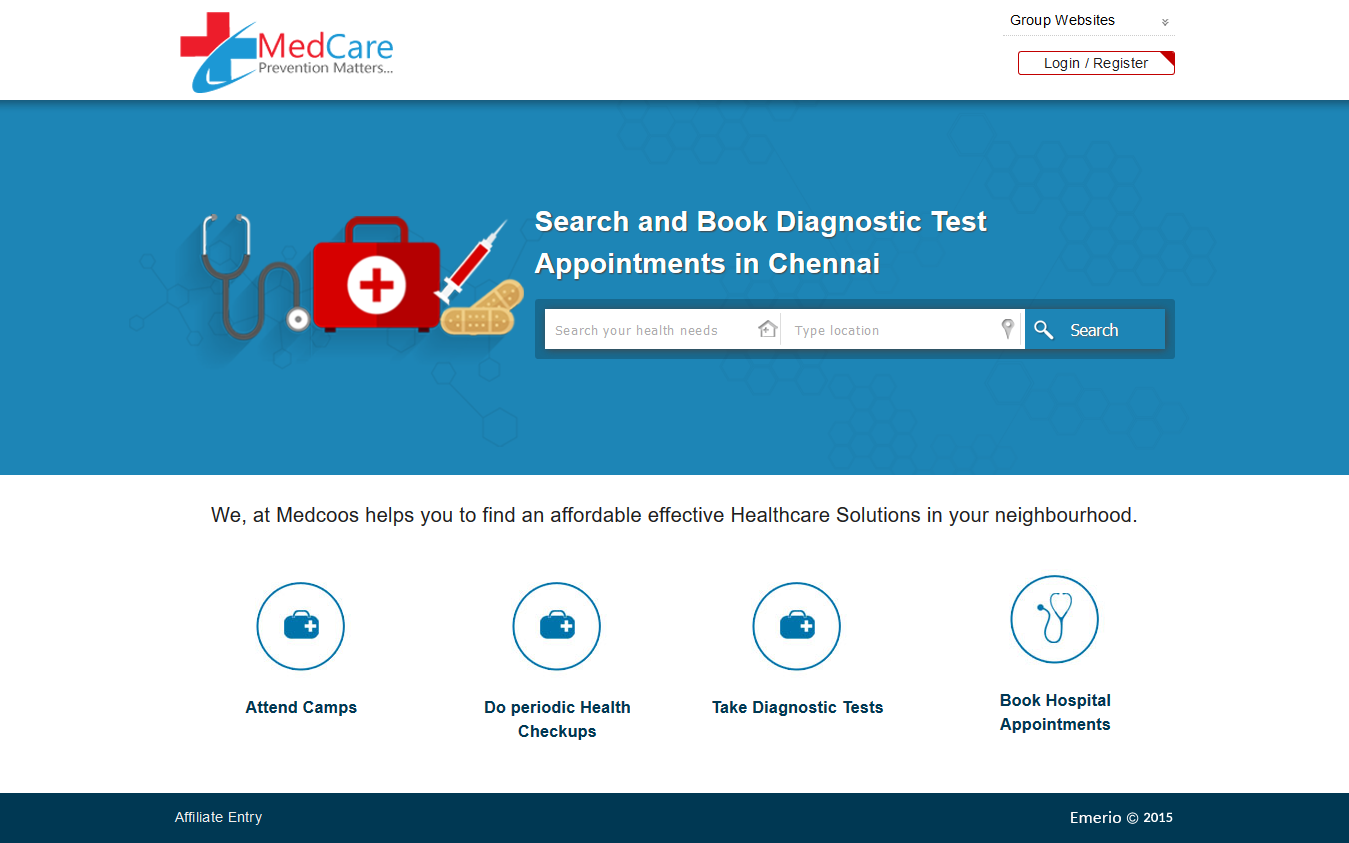 MedCare
Prevention Matters...
Group Websites
Login / Register
Search and Book Diagnostic Test
Appointments in Chennai
Search your health needs
Type location
Search
We, at Medcoos helps you to find an affordable effective Healthcare Solutions in your neighbourhood.
Attend Camps
Do periodic Health
Checkups
Take Diagnostic Tests
Book Hospital
Appointments
Affiliate Entry
Emerio © 2015